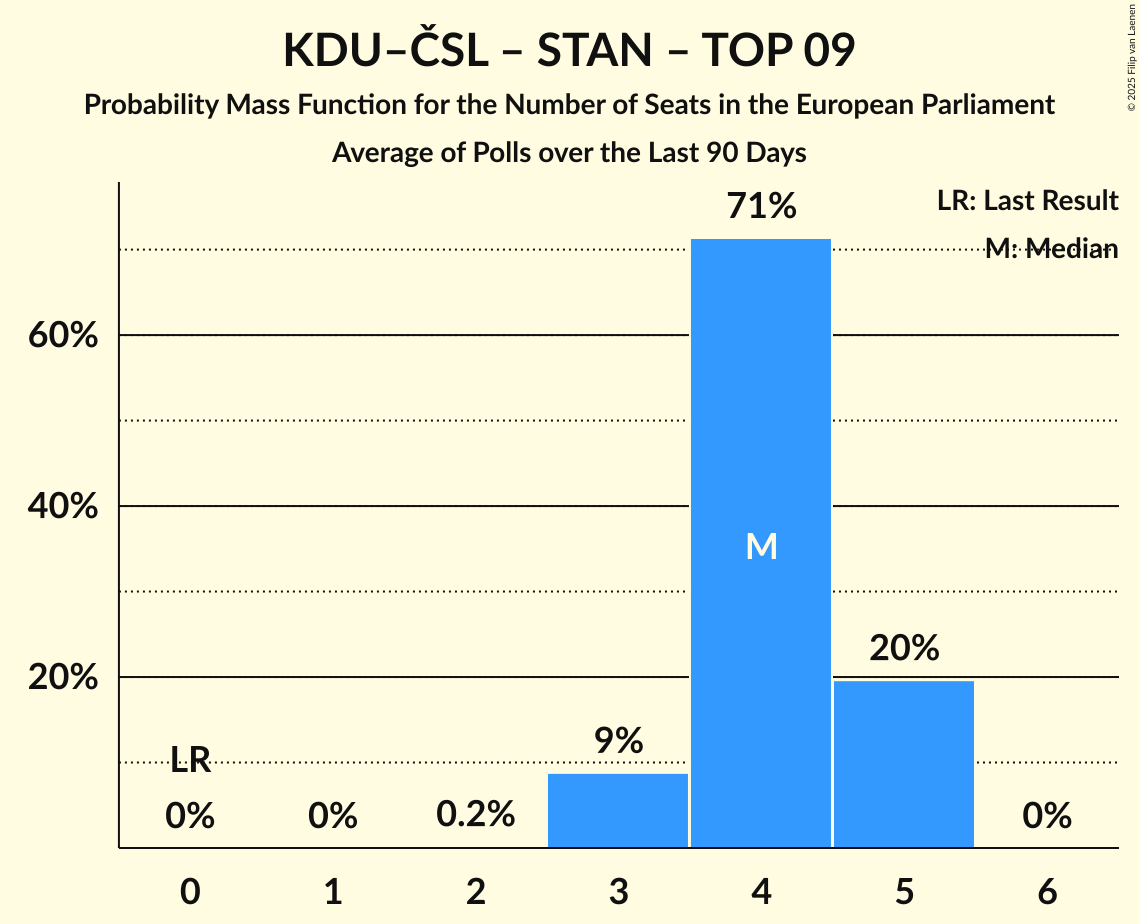 KDU–ČSL – STAN – TOP 09
Probability Mass Function for the Number of Seats in the European Parliament
Average of Polls over the Last 90 Days
© 2025 Filip van Laenen
LR: Last Result
M: Median
71%
60%
40%
M
20%
20%
9%
LR
0%
0%
0.2%
0%
0
1
2
3
4
5
6